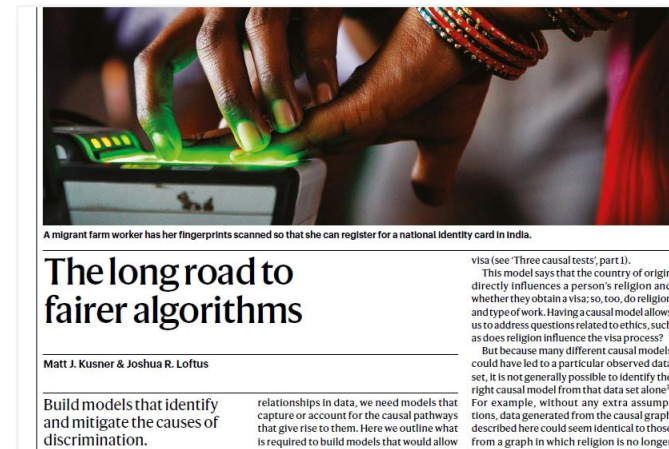 A migrant farm worker has her fingerprints scanned so that she can register for a national identity card in India.
The long road to
fairer algorithms
Matt J. Kusner & Joshua R. Loftus
Build models that identify
and mitigate the causes of
discrimination.
relationships in data, we need models that
capture or account for the causal pathways
that give rise to them. Here we outline what
is required to build models that would allow
visa (see ‘Three causal tests’, part 1).
This model says that the country of origin
directly influences a person's religion and
whether they obtain a visa; so, too, do religion
and type of work. Having a causal model allows
us to address questions related to ethics, such
as does religion influence the visa process?
But because many different causal models
could have led to a particular observed data
set, it is not generally possible to identify the
right causal model from that data set alone³
For example, without any extra assump-
tions, data generated from the causal graph
described here could seem identical to those
from a graph in which religion is no longer